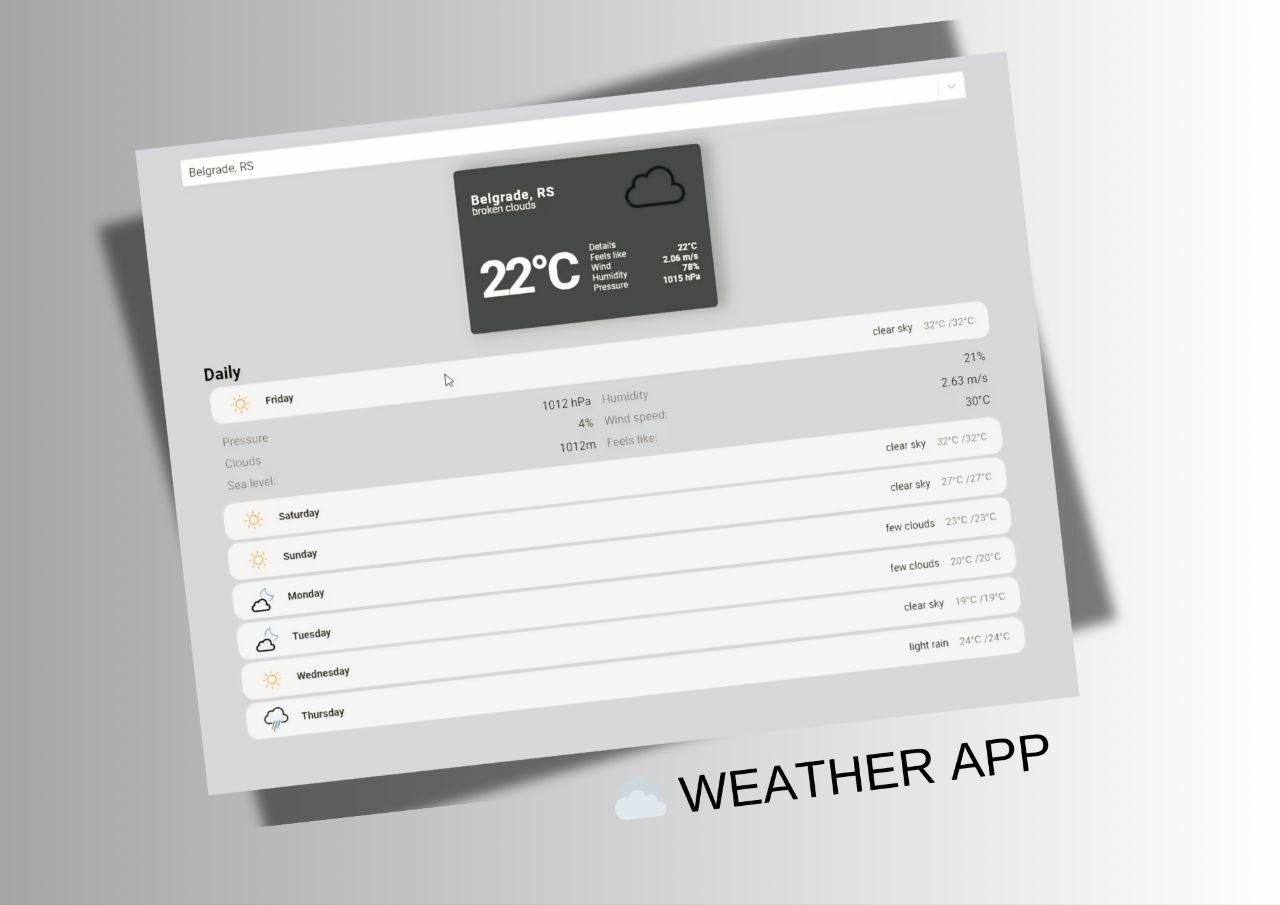 Belgrade, RS
Belgrade, RS
broken clouds
22°C
Details
Feels like 22°C
Wind 2.06 m/s
Humidity 78%
Pressure 1015 hPa
Daily
Friday clear sky 32°C /32°C
Pressure 1012 hPa Humidity 21%
Clouds 4% Wind speed: 2.63 m/s
Sea level: 1012m Feels like: 30°C
Saturday clear sky 32°C /32°C
Sunday clear sky 27°C /27°C
Monday few clouds 23°C /23°C
Tuesday few clouds 20°C /20°C
Wednesday clear sky 19°C /19°C
Thursday light rain 24°C /24°C
WEATHER APP